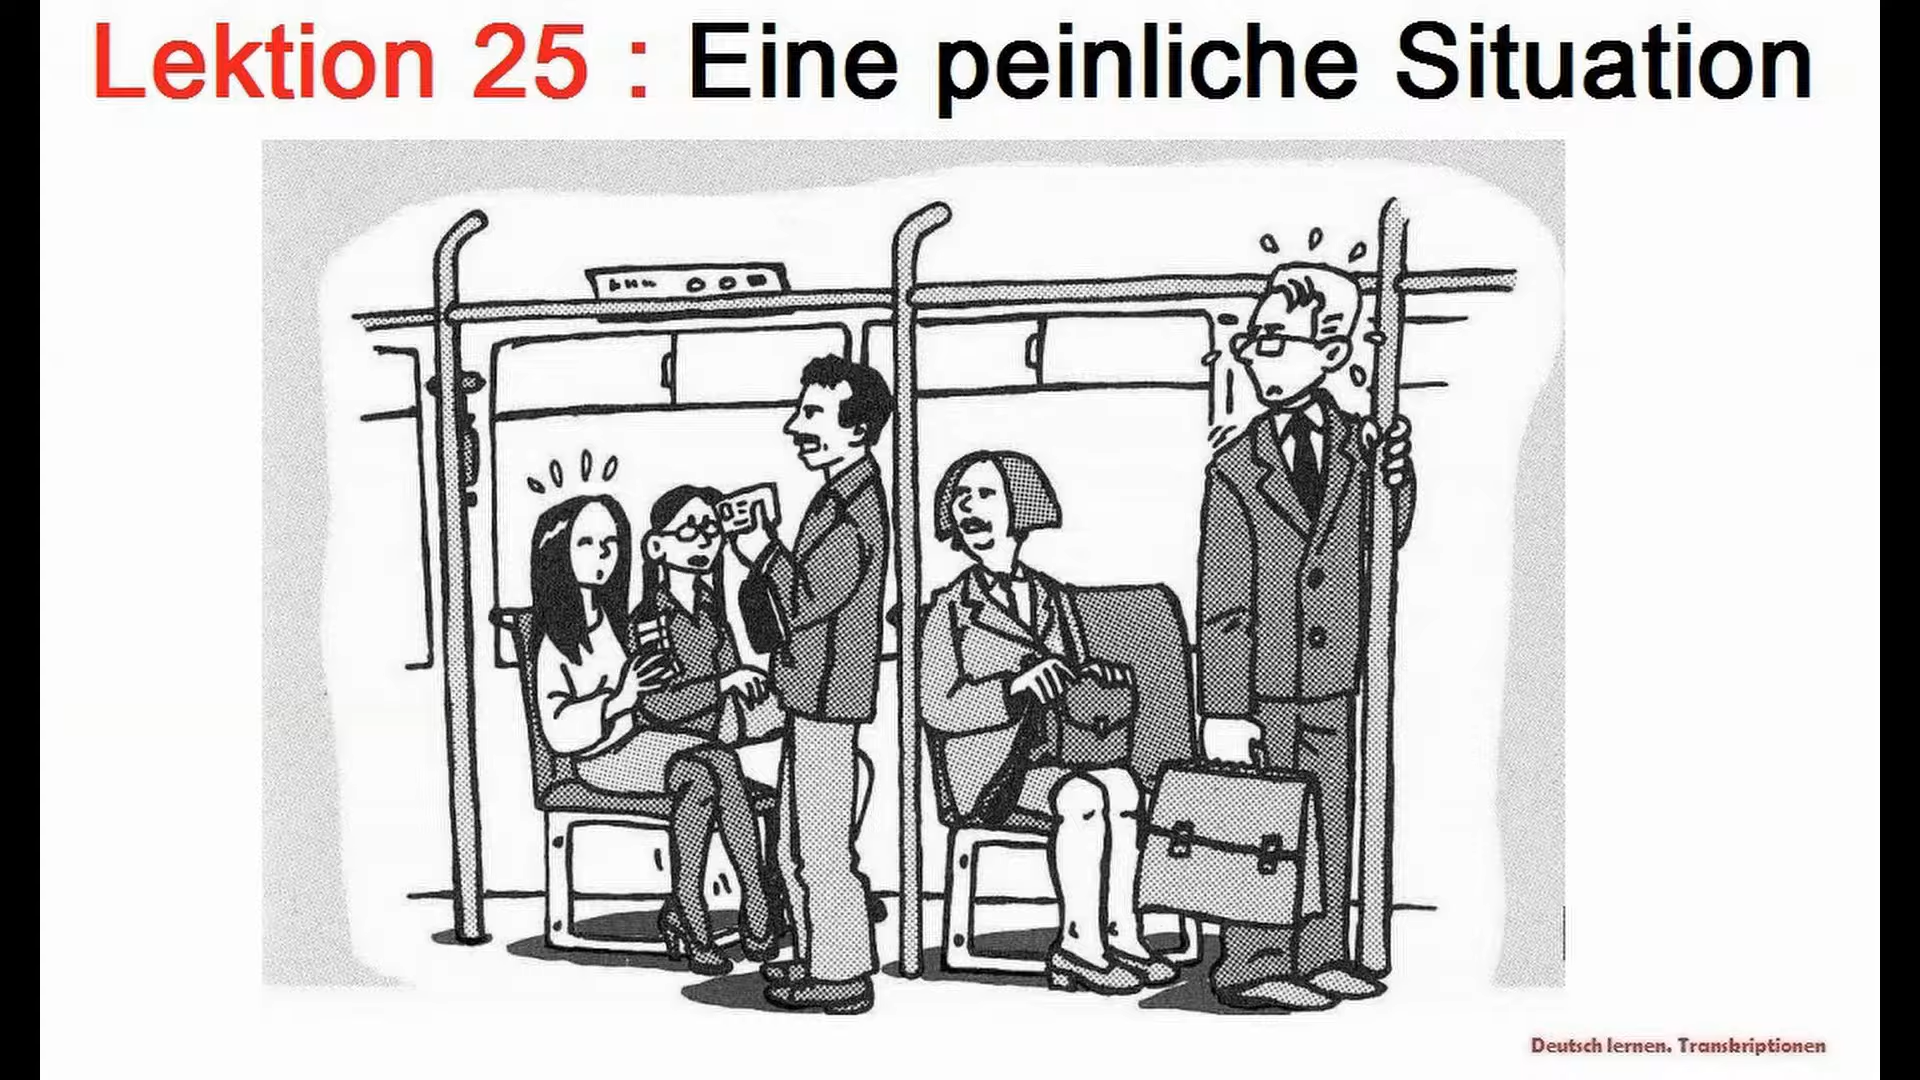 Lektion 25 : Eine peinliche Situation
Deutsch lernen. Transkriptionen